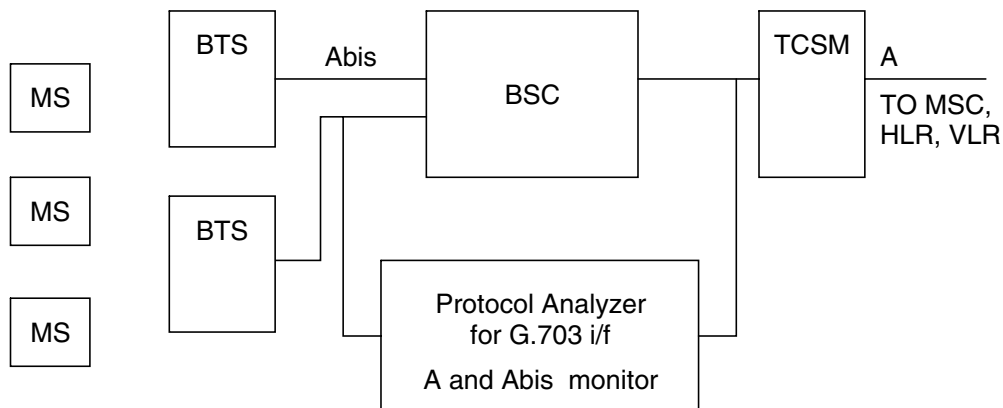 BTS
Abis
BSC
TCSM
A
TO MSC,
HLR, VLR
MS
MS
BTS
MS
Protocol Analyzer
for G.703 i/f
A and Abis monitor